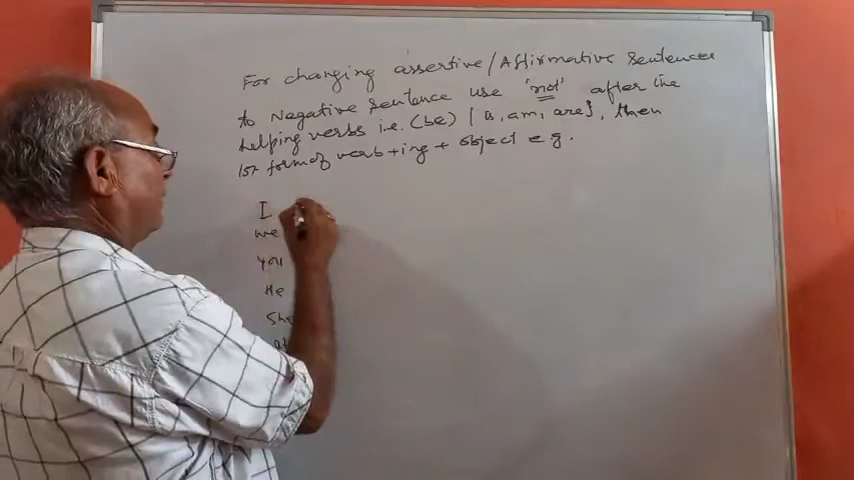 For changing assertive/Affirmative Sentences
to Negative Sentence use 'not' after the
helping verbs i.e. (be) [is, am, are], then
1st form of verb + ing + object e g.
I
we
you
He
She